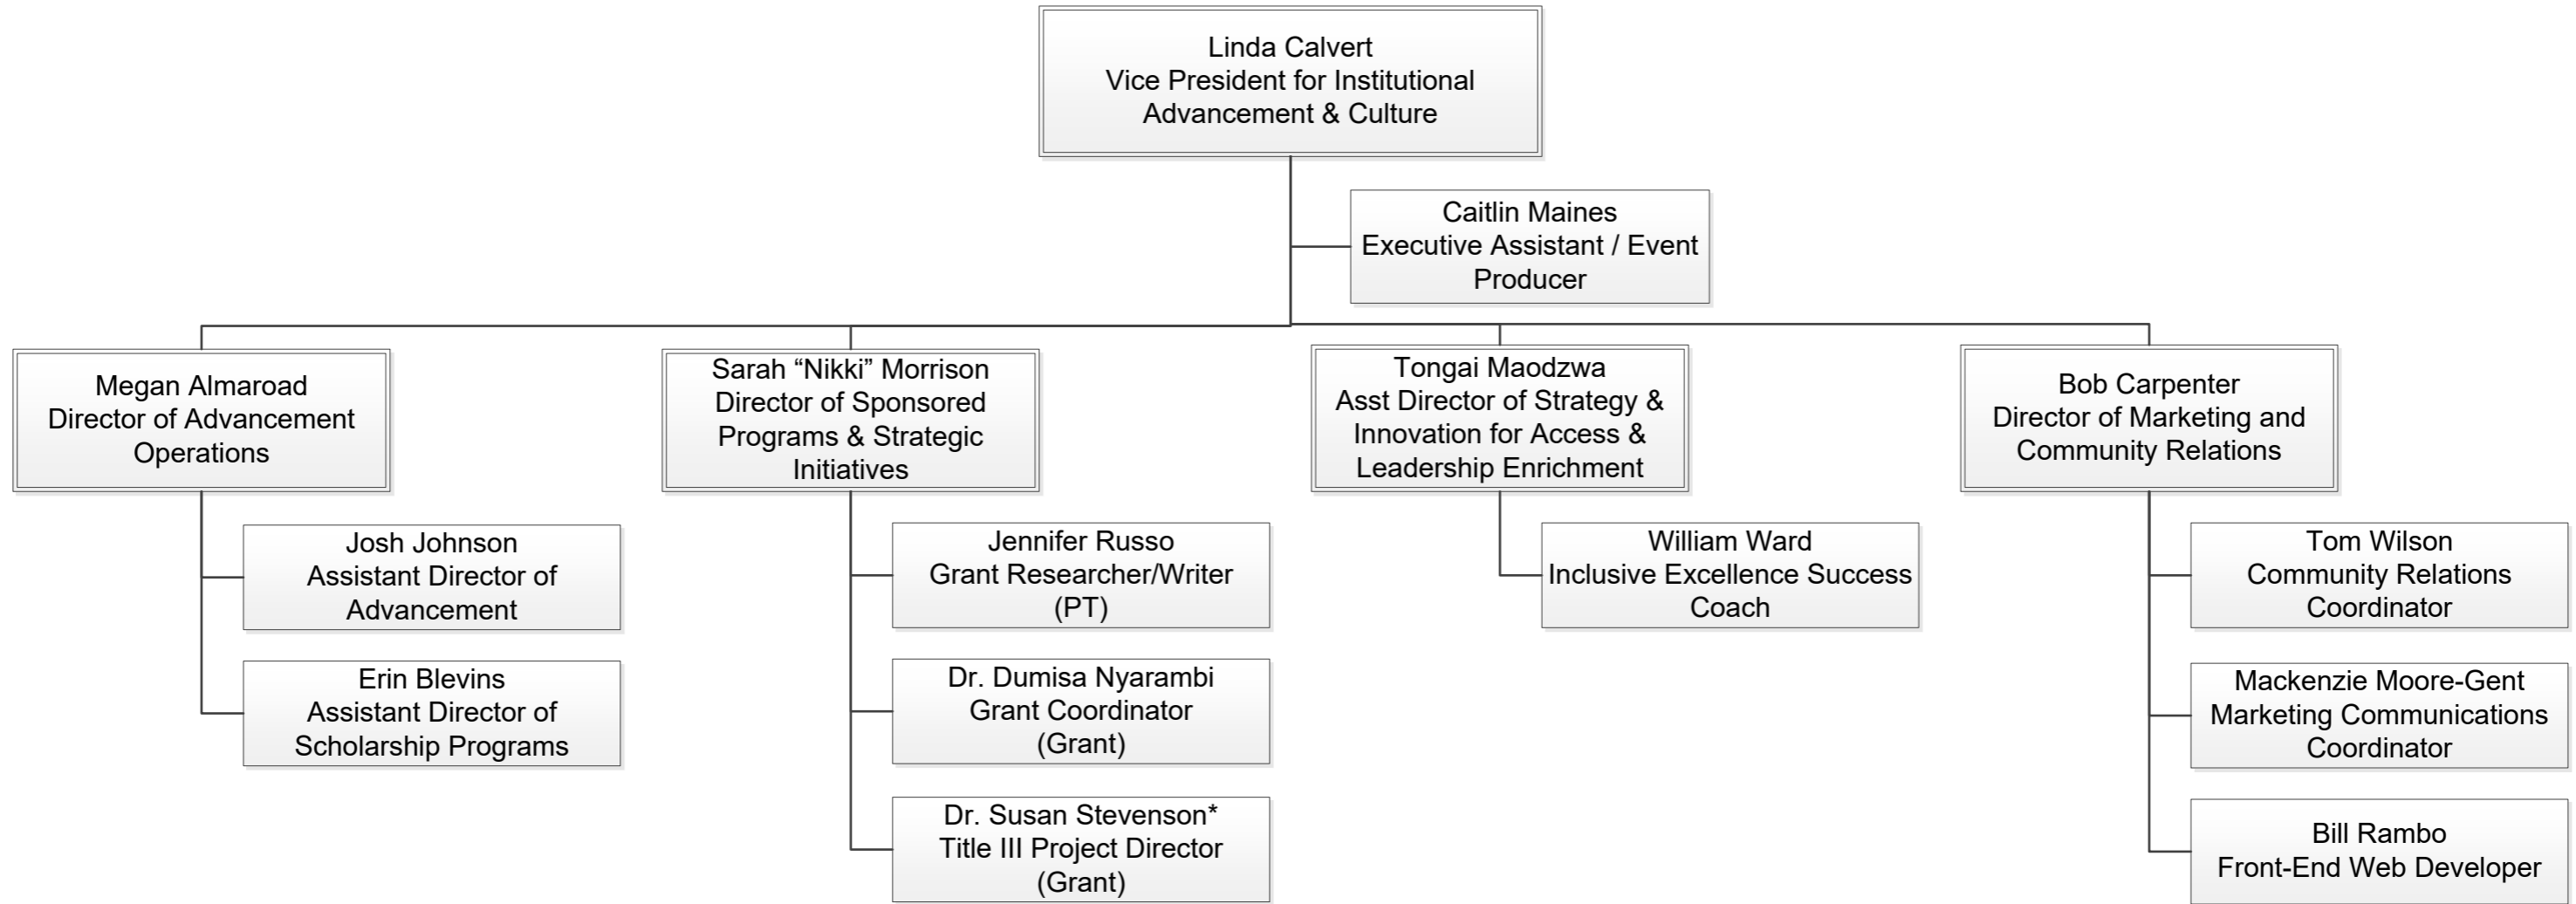 Linda Calvert
Vice President for Institutional
Advancement & Culture
Caitlin Maines
Executive Assistant / Event
Producer
Megan Almaroad
Director of Advancement
Operations
Josh Johnson
Assistant Director of
Advancement
Erin Blevins
Assistant Director of
Scholarship Programs
Sarah “Nikki” Morrison
Director of Sponsored
Programs & Strategic
Initiatives
Jennifer Russo
Grant Researcher/Writer
(PT)
Dr. Dumisa Nyarambi
Grant Coordinator
(Grant)
Dr. Susan Stevenson*
Title III Project Director
(Grant)
Tongai Maodzwa
Asst Director of Strategy &
Innovation for Access &
Leadership Enrichment
William Ward
Inclusive Excellence Success
Coach
Bob Carpenter
Director of Marketing and
Community Relations
Tom Wilson
Community Relations
Coordinator
Mackenzie Moore-Gent
Marketing Communications
Coordinator
Bill Rambo
Front-End Web Developer